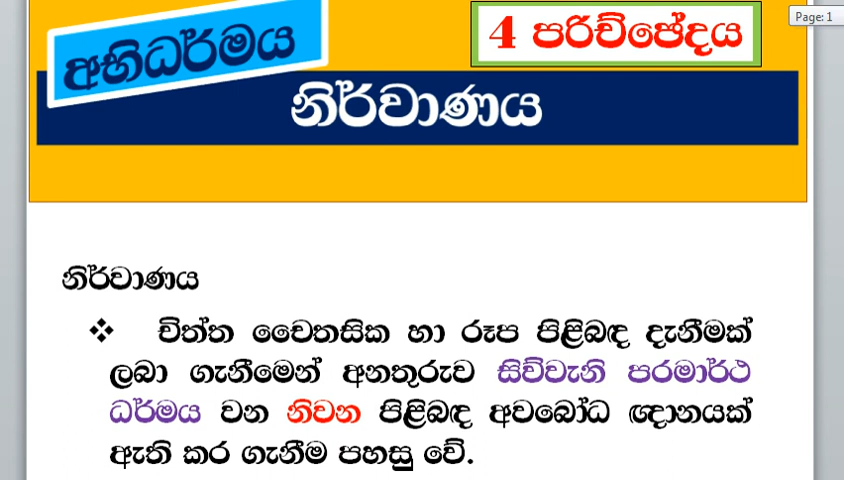 Page: 1
අභිධර්මය
4 පරිච්ඡේදය
නිර්වාණය
නිර්වාණය
❖ චිත්ත චෛතසික හා රූප පිළිබඳ දැනීමක්
ලබා ගැනීමෙන් අනතුරුව සිව්වැනි පරමාර්ථ
ධර්මය වන නිවන පිළිබඳ අවබෝධ ඥානයක්
ඇති කර ගැනීම පහසු වේ.